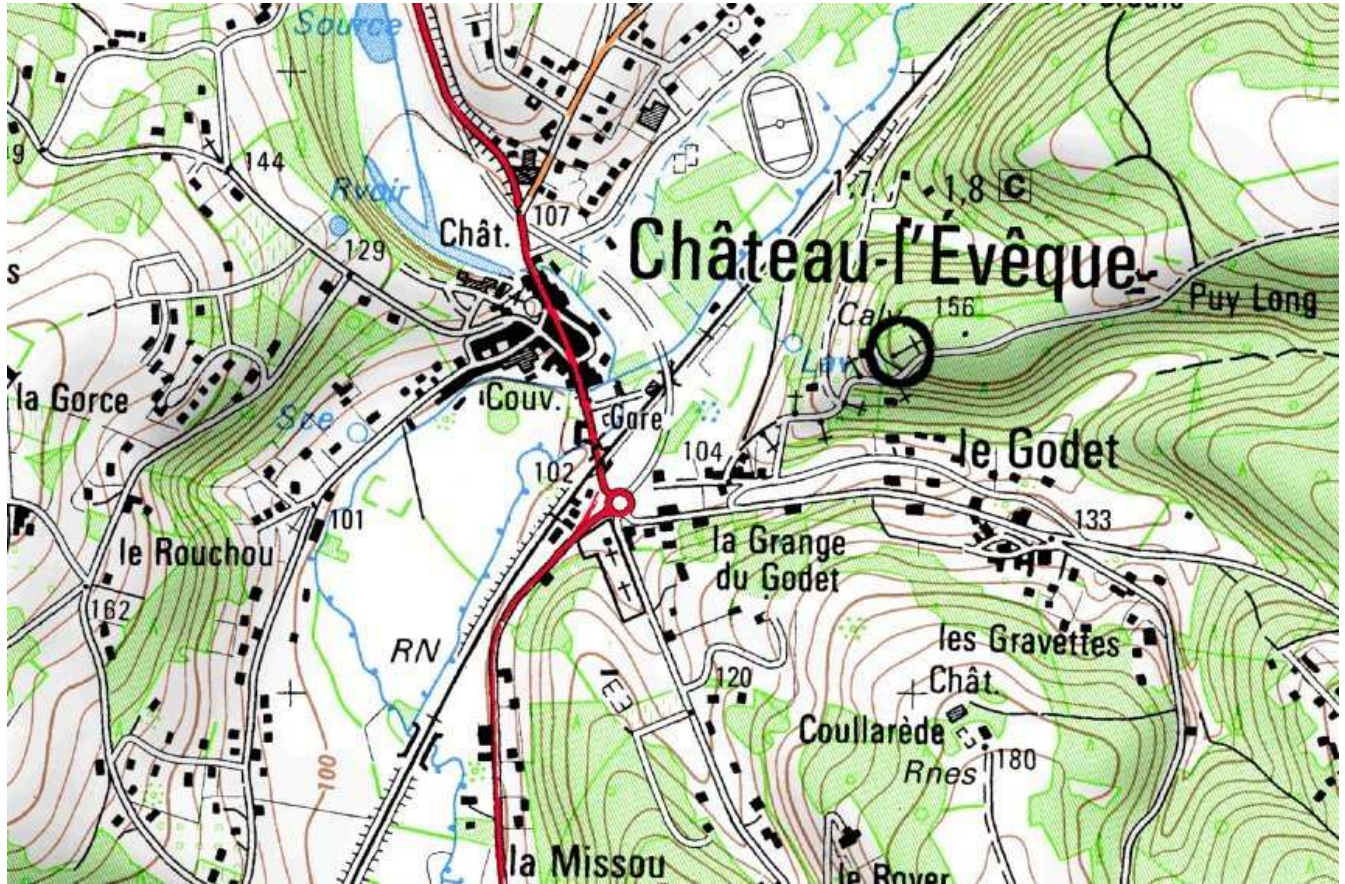 Source
144
Rvoir
107
1,7
1,8 C
129
Chât.
Château-l'Évêque
Calv.
156
Puy Long
Lav.
la Gorce
Couv.
Gare
Sce
104
le Godet
102
101
133
le Rouchou
la Grange
du Godet
162
RN
les Gravettes
120
Chât.
Coullarède
Rnes
180
100
la Missou
le Royer